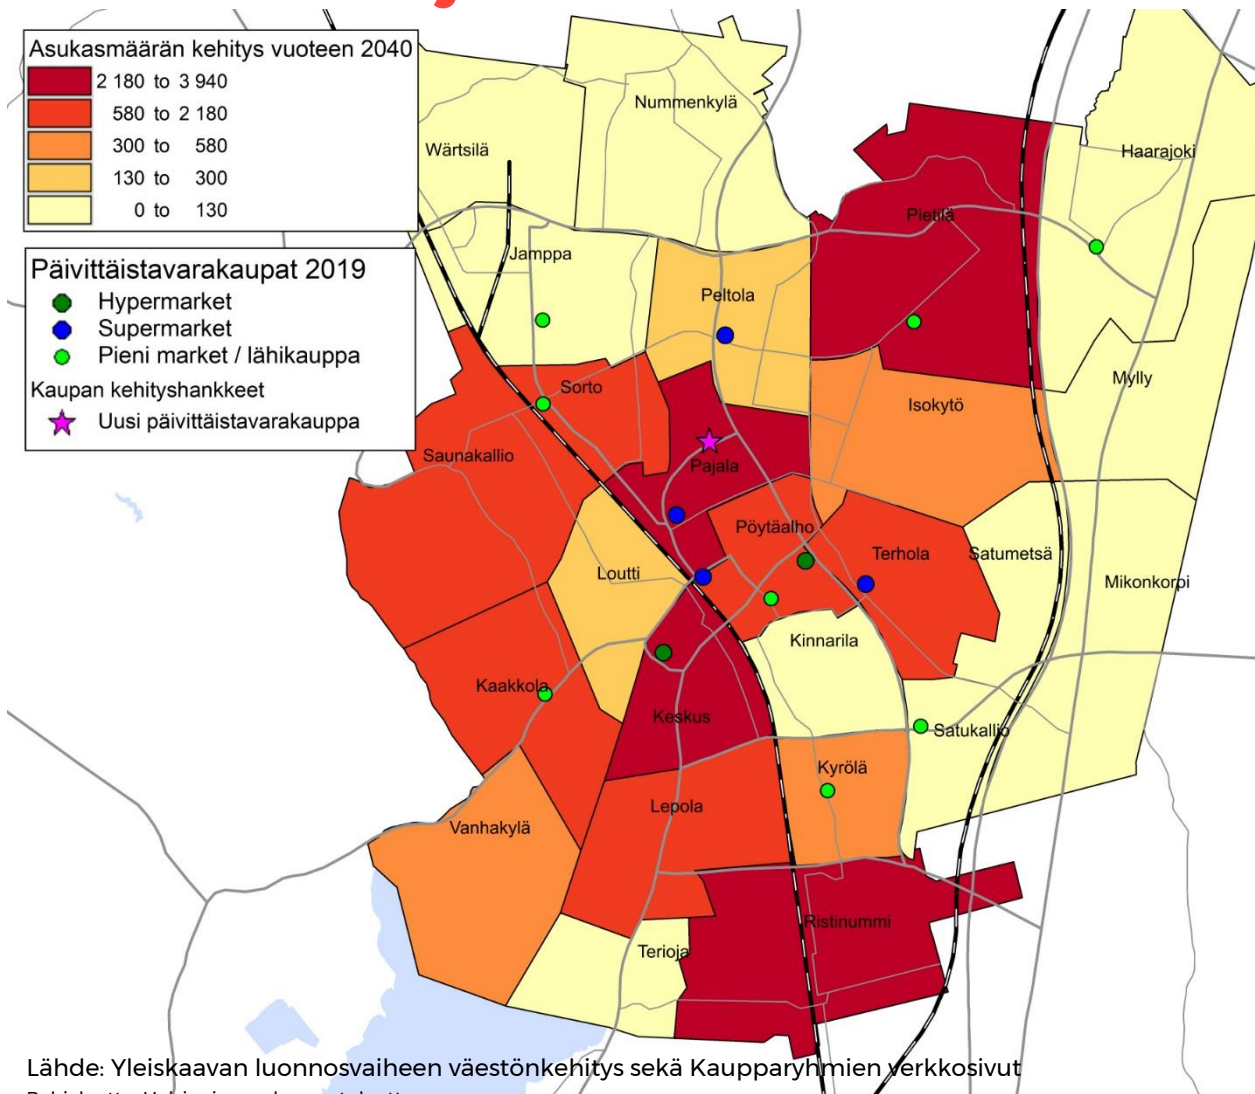 Asukasmäärän kehitys vuoteen 2040
2 180 to 3 940
580 to 2 180
300 to 580
130 to 300
0 to 130
Päivittäistavarakaupat 2019
Hypermarket
Supermarket
Pieni market / lähikauppa
Kaupan kehityshankkeet
Uusi päivittäistavarakauppa
Nummenkylä
Wärtsilä
Haarajoki
Pietilä
Jamppa
Peltola
Mylly
Sorto
Isokytö
Saunakallio
Pajala
Pöytäalho
Terhola
Satumetsä
Loutti
Mikonkorpi
Kinnarila
Kaakkola
Keskus
Satukallio
Kyrölä
Lepola
Vanhakylä
Ristinummi
Terioja
Lähde: Yleiskaavan luonnosvaiheen väestönkehitys sekä Kaupparyhmien verkkosivut